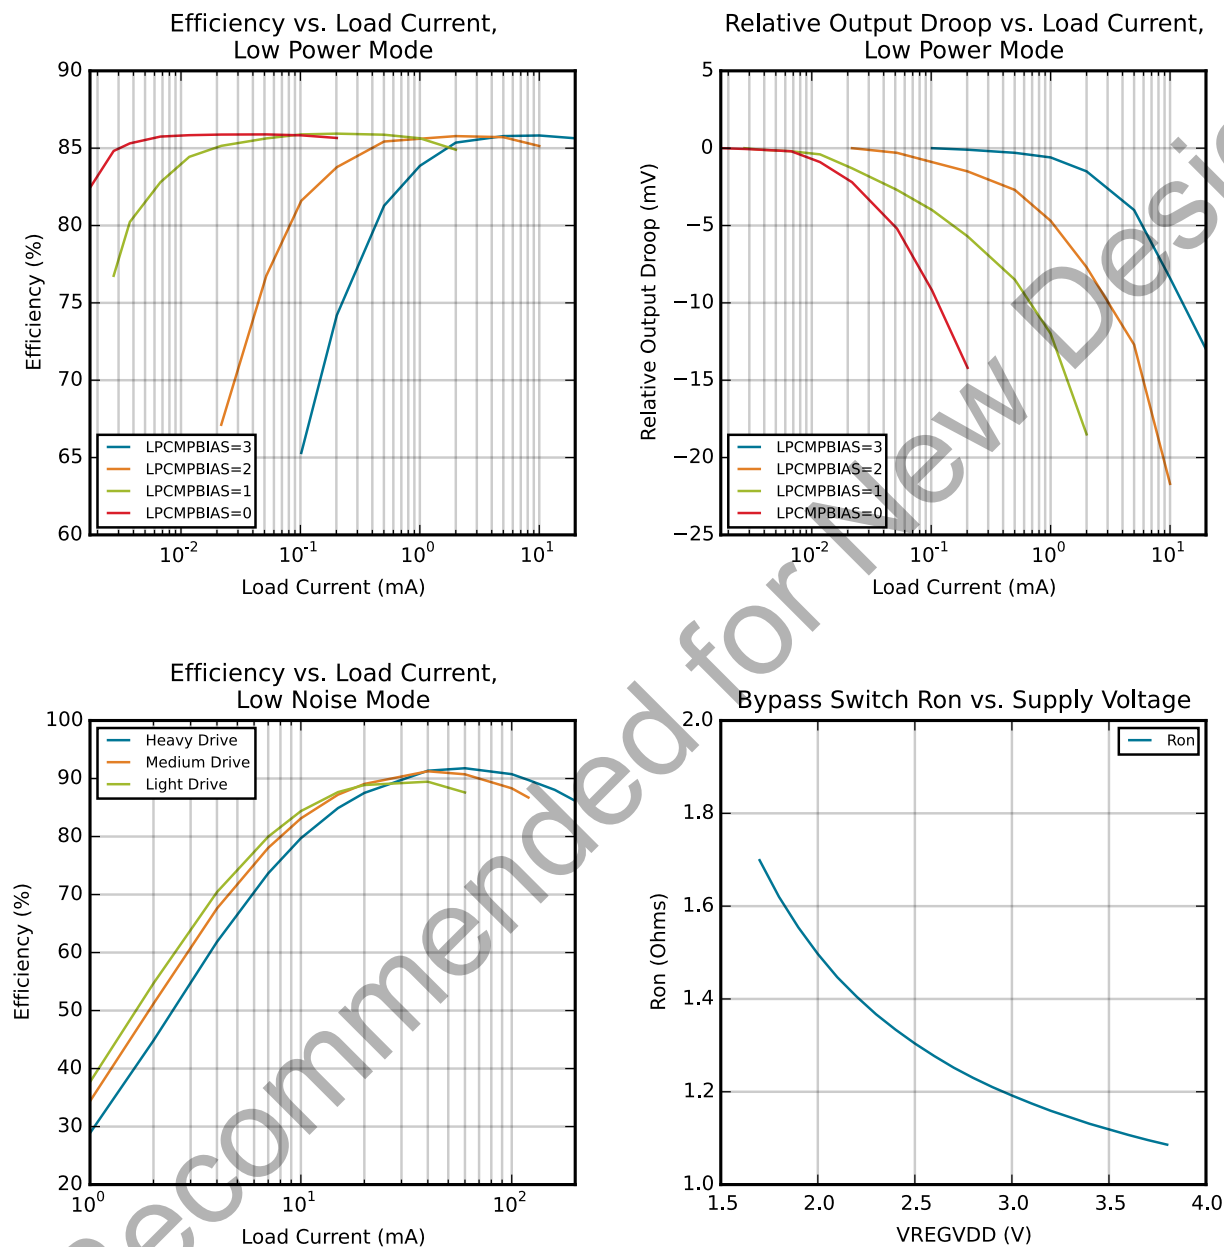 Efficiency vs. Load Current,
Low Power Mode
90
85
80
75
70
65
60
Efficiency (%)
LPCMPBIAS=3
LPCMPBIAS=2
LPCMPBIAS=1
LPCMPBIAS=0
10⁻² 10⁻¹ 10⁰ 10¹
Load Current (mA)
Relative Output Droop vs. Load Current,
Low Power Mode
5
0
−5
−10
−15
−20
−25
Relative Output Droop (mV)
LPCMPBIAS=3
LPCMPBIAS=2
LPCMPBIAS=1
LPCMPBIAS=0
10⁻² 10⁻¹ 10⁰ 10¹
Load Current (mA)
Efficiency vs. Load Current,
Low Noise Mode
100
90
80
70
60
50
40
30
20
Efficiency (%)
Heavy Drive
Medium Drive
Light Drive
10⁰ 10¹ 10²
Load Current (mA)
Bypass Switch Ron vs. Supply Voltage
2.0
1.8
1.6
1.4
1.2
1.0
Ron (Ohms)
Ron
1.5 2.0 2.5 3.0 3.5 4.0
VREGVDD (V)
Recommended for New Desig